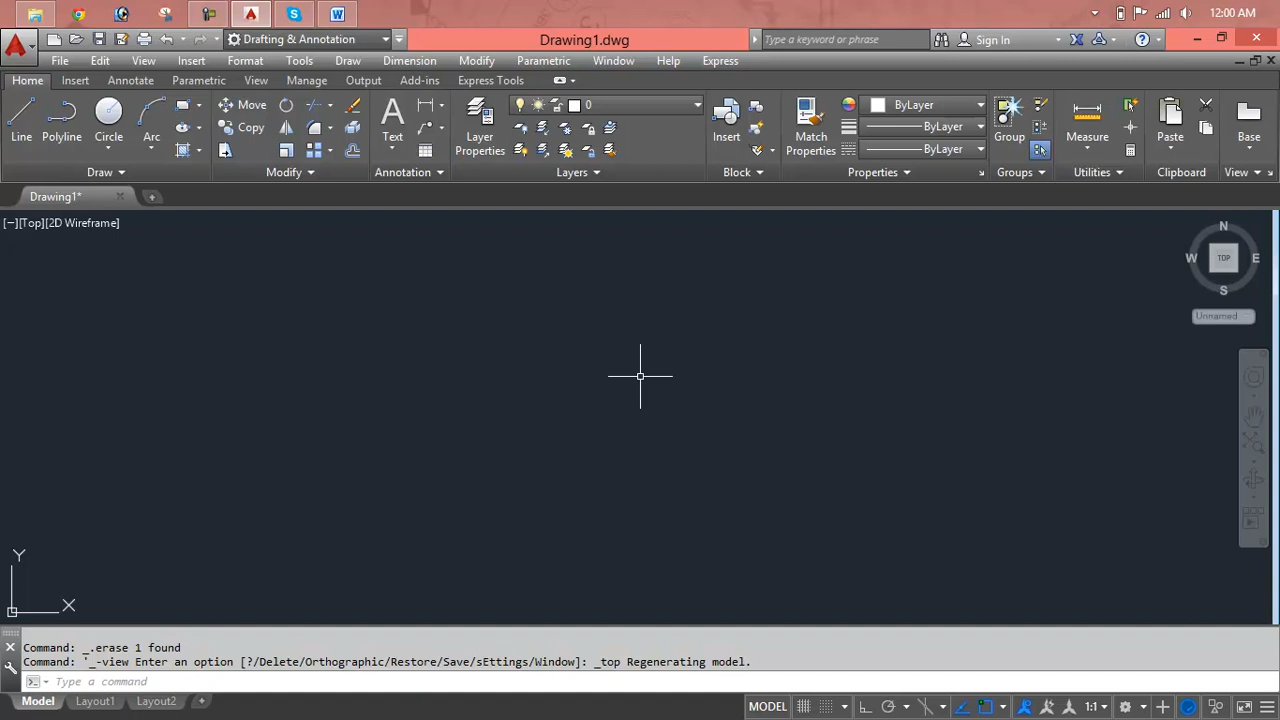 12:00 AM
Drafting & Annotation
Drawing1.dwg
Type a keyword or phrase
Sign In
File Edit View Insert Format Tools Draw Dimension Modify Parametric Window Help Express
Home Insert Annotate Parametric View Manage Output Add-ins Express Tools
Line Polyline Circle Arc
Move
Copy
Text
Layer Properties
0
Insert
Match Properties
ByLayer
ByLayer
ByLayer
Group
Measure
Paste
Base
Draw Modify Annotation Layers Block Properties Groups Utilities Clipboard View
Drawing1*
[−][Top][2D Wireframe]
N
W TOP E
S
Unnamed
Y
X
Command: _.erase 1 found
Command: '_-view Enter an option [?/Delete/Orthographic/Restore/Save/sEttings/Window]: _top Regenerating model.
Type a command
Model Layout1 Layout2 +
MODEL
1:1